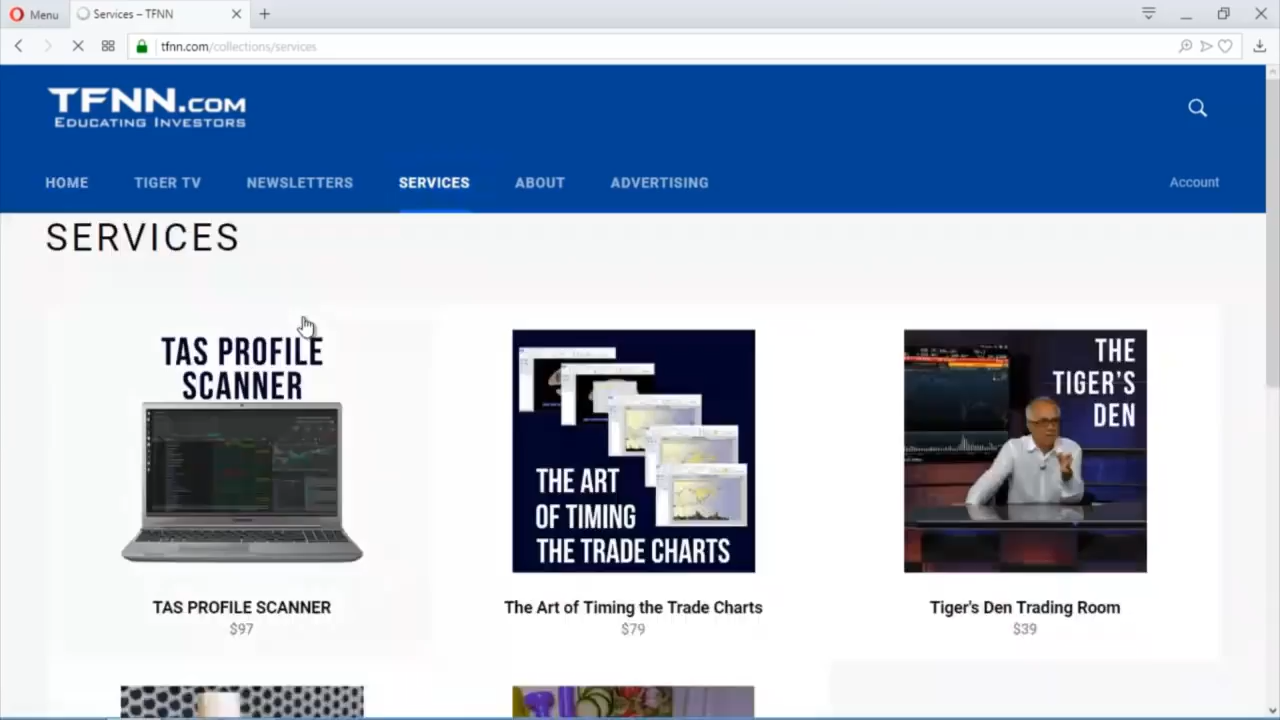 Menu
Services – TFNN
tfnn.com/collections/services
TFNN.COM
EDUCATING INVESTORS
HOME
TIGER TV
NEWSLETTERS
SERVICES
ABOUT
ADVERTISING
Account
SERVICES
TAS PROFILE
SCANNER
THE ART
OF TIMING
THE TRADE CHARTS
THE
TIGER'S
DEN
TAS PROFILE SCANNER
$97
The Art of Timing the Trade Charts
$79
Tiger's Den Trading Room
$39